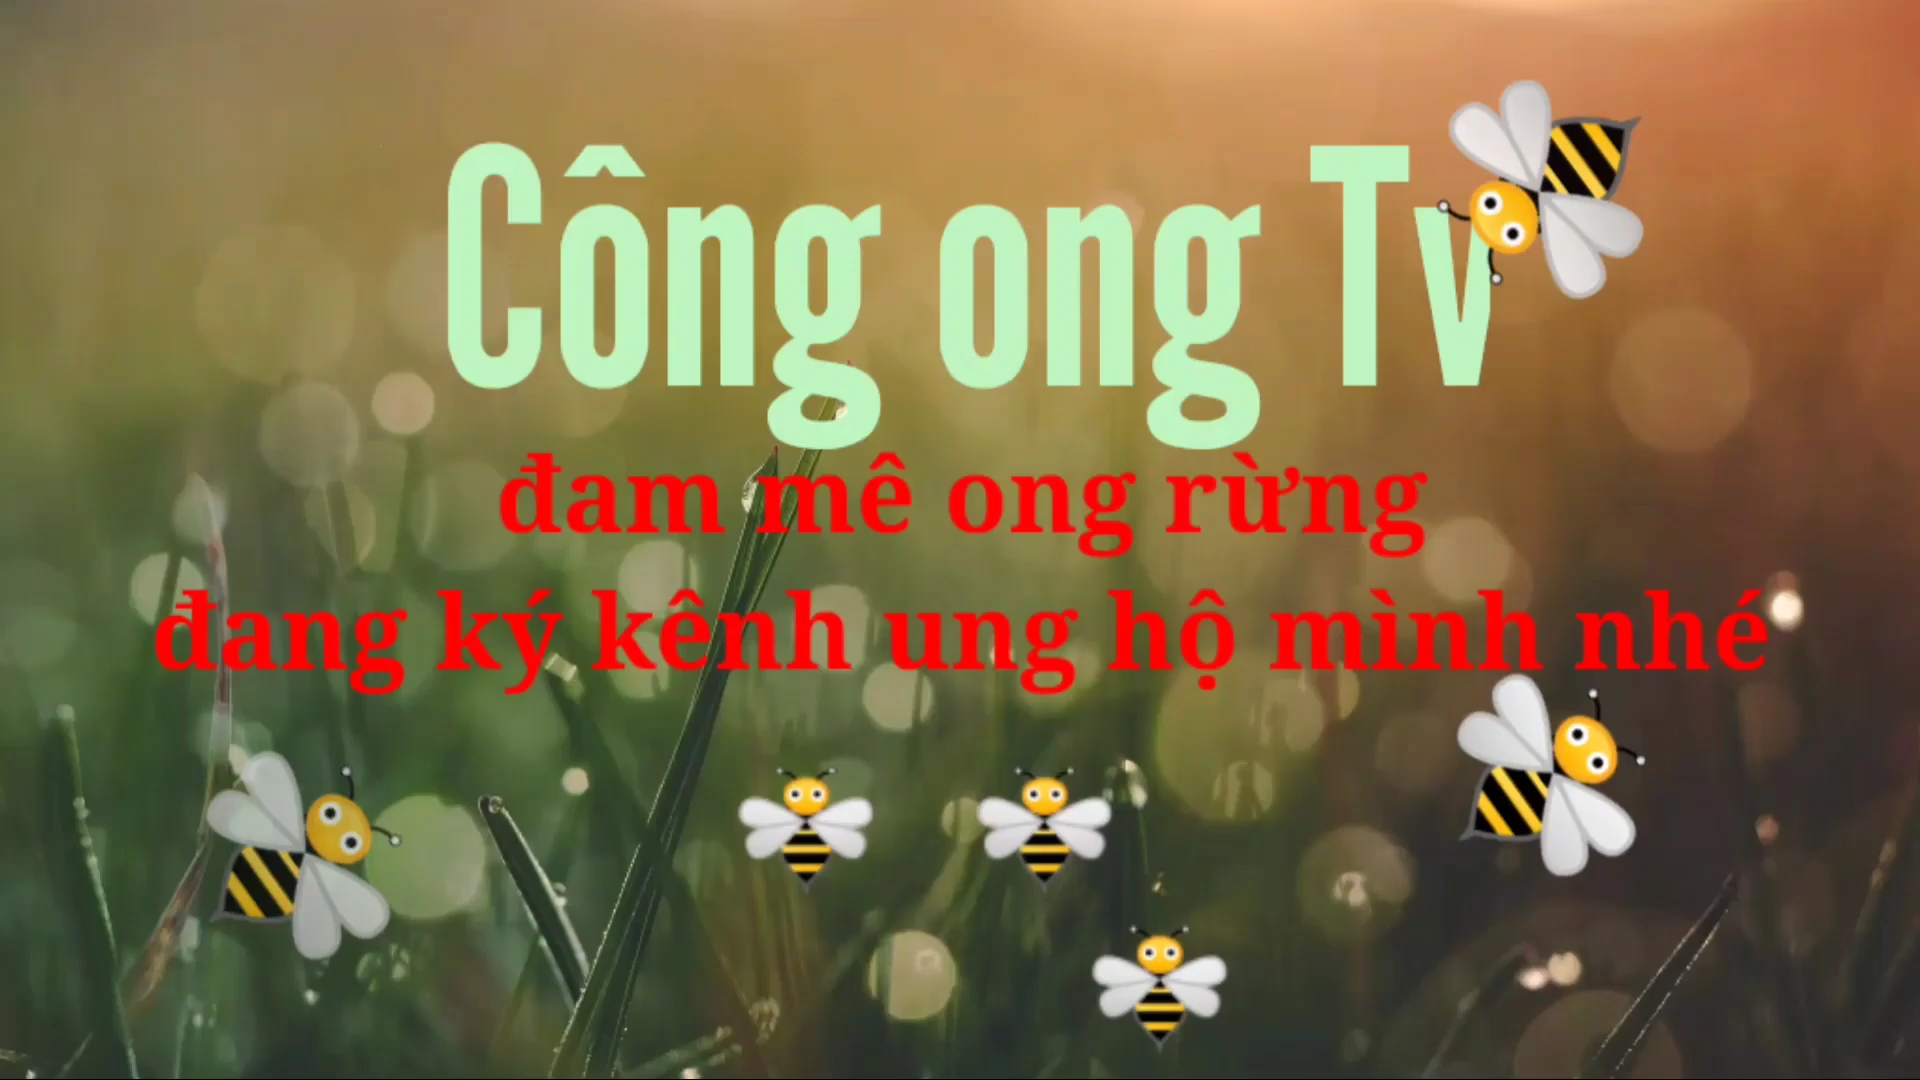 Công ong Tv
đam mê ong rừng
đang ký kênh ung hộ mình nhé